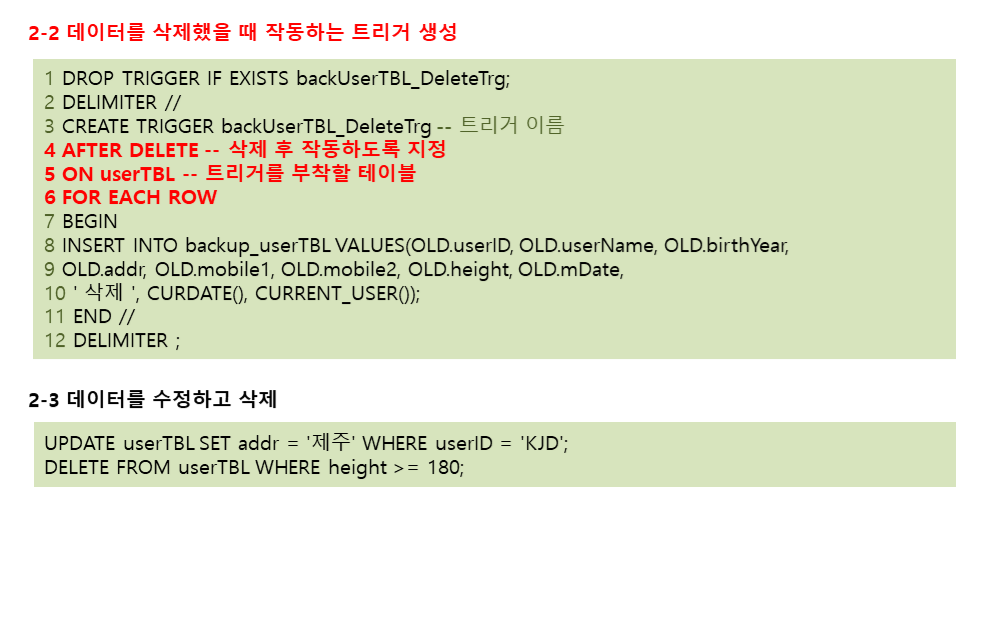 2-2 데이터를 삭제했을 때 작동하는 트리거 생성
1 DROP TRIGGER IF EXISTS backUserTBL_DeleteTrg;
2 DELIMITER //
3 CREATE TRIGGER backUserTBL_DeleteTrg -- 트리거 이름
4 AFTER DELETE -- 삭제 후 작동하도록 지정
5 ON userTBL -- 트리거를 부착할 테이블
6 FOR EACH ROW
7 BEGIN
8 INSERT INTO backup_userTBL VALUES(OLD.userID, OLD.userName, OLD.birthYear,
9 OLD.addr, OLD.mobile1, OLD.mobile2, OLD.height, OLD.mDate,
10 ' 삭제 ', CURDATE(), CURRENT_USER());
11 END //
12 DELIMITER ;
2-3 데이터를 수정하고 삭제
UPDATE userTBL SET addr = '제주' WHERE userID = 'KJD';
DELETE FROM userTBL WHERE height >= 180;